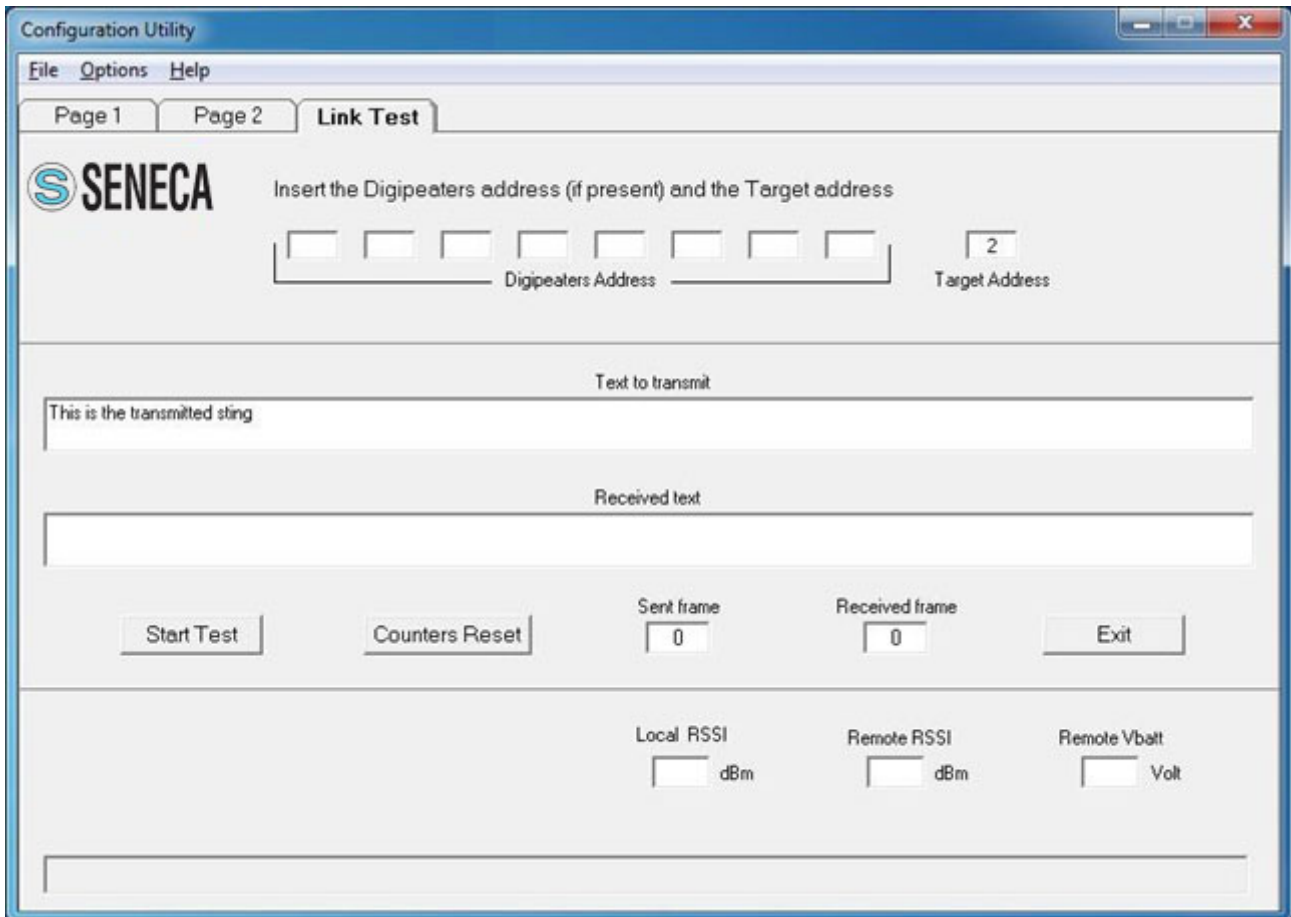 Configuration Utility
File Options Help
Page 1 Page 2 Link Test
S SENECA
Insert the Digipeaters address (if present) and the Target address
2
Digipeaters Address Target Address
Text to transmit
This is the transmitted sting
Received text
Sent frame Received frame
Start Test Counters Reset 0 0 Exit
Local RSSI Remote RSSI Remote Vbatt
dBm dBm Volt